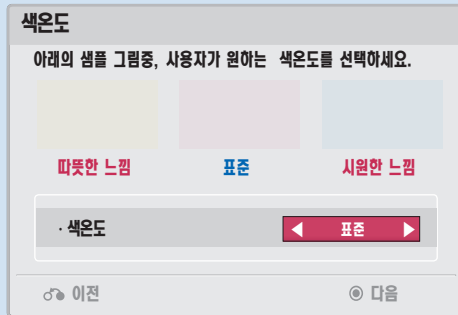 색온도
아래의 샘플 그림중, 사용자가 원하는 색온도를 선택하세요.
따뜻한 느낌 표준 시원한 느낌
· 색온도 ◀ 표준 ▶
이전 ◉ 다음